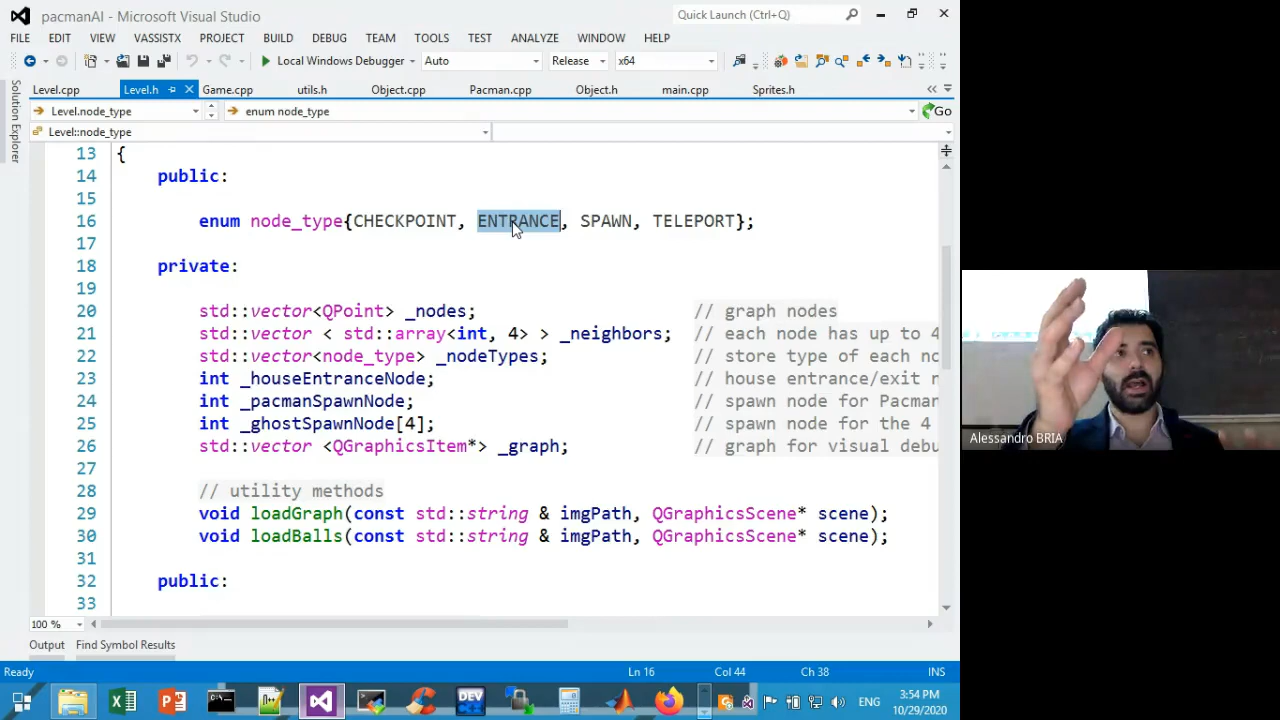 pacmanAI - Microsoft Visual Studio
Quick Launch (Ctrl+Q)
FILE EDIT VIEW VASSISTX PROJECT BUILD DEBUG TEAM TOOLS TEST ANALYZE WINDOW HELP
Local Windows Debugger Auto Release x64
Level.cpp Level.h Game.cpp utils.h Object.cpp Pacman.cpp Object.h main.cpp Sprites.h
Solution Explorer
Level.node_type enum node_type Go
Level::node_type
13 {
14 public:
15
16 enum node_type{CHECKPOINT, ENTRANCE, SPAWN, TELEPORT};
17
18 private:
19
20 std::vector<QPoint> _nodes; // graph nodes
21 std::vector < std::array<int, 4> > _neighbors; // each node has up to 4
22 std::vector<node_type> _nodeTypes; // store type of each
23 int _houseEntranceNode; // house entrance/exit
24 int _pacmanSpawnNode; // spawn node for Pacman
25 int _ghostSpawnNode[4]; // spawn node for the 4
26 std::vector <QGraphicsItem*> _graph; // graph for visual debu
27
28 // utility methods
29 void loadGraph(const std::string & imgPath, QGraphicsScene* scene);
30 void loadBalls(const std::string & imgPath, QGraphicsScene* scene);
31
32 public:
33
100 %
Output Find Symbol Results
Ready Ln 16 Col 44 Ch 38 INS
DEV
ENG
3:54 PM
10/29/2020
Alessandro BRIA